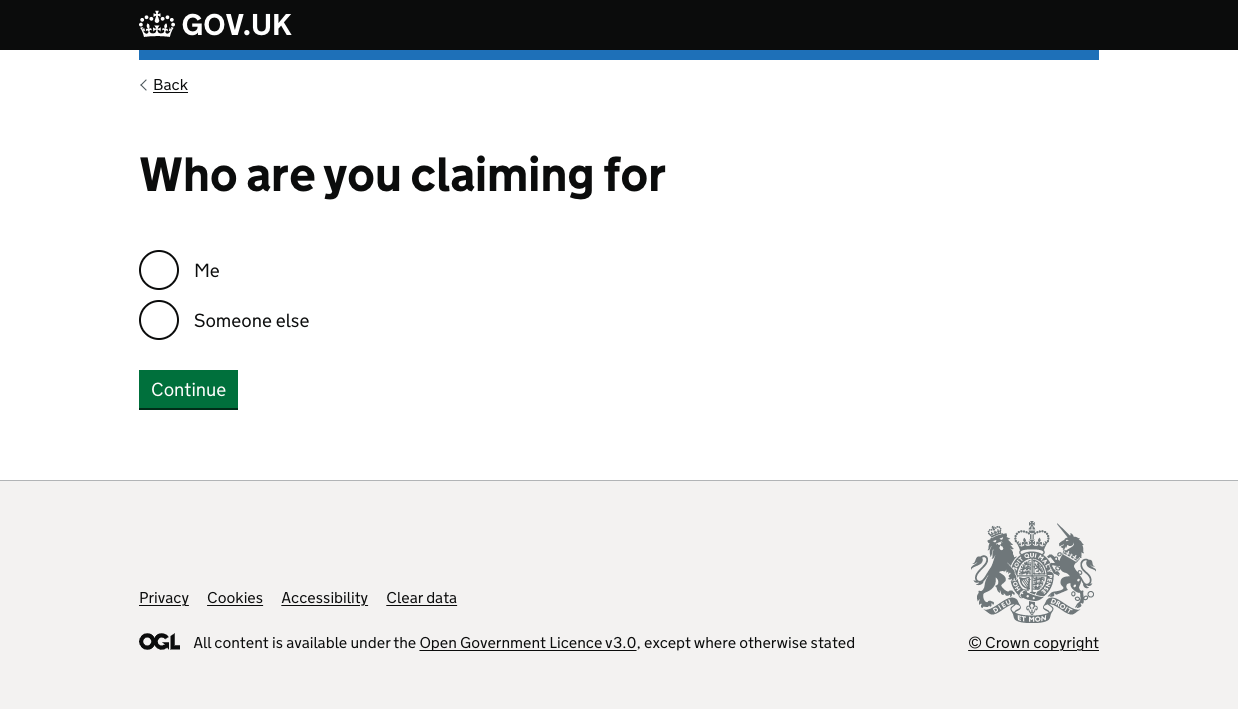 GOV.UK
Back
Who are you claiming for
Me
Someone else
Continue
Privacy Cookies Accessibility Clear data
OGL All content is available under the Open Government Licence v3.0, except where otherwise stated
© Crown copyright
DIEU ET MON DROIT